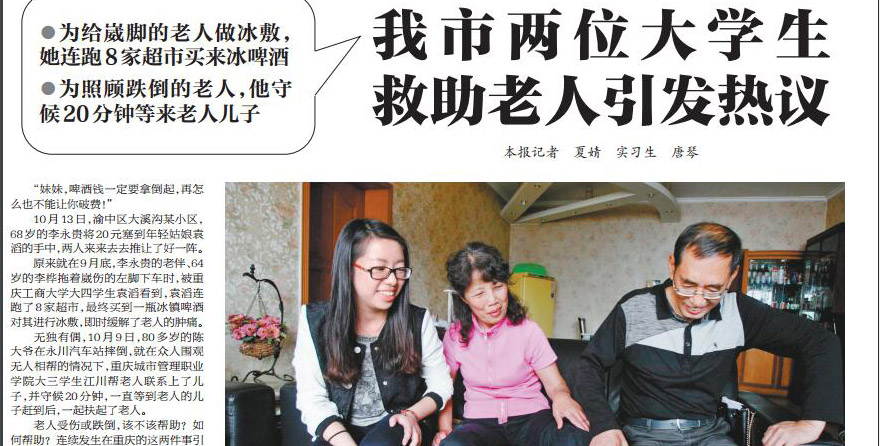 ●为给崴脚的老人做冰敷，
她连跑8家超市买来冰啤酒
●为照顾跌倒的老人，他守
候20分钟等来老人儿子
我市两位大学生
救助老人引发热议
本报记者 夏婧 实习生 唐琴
“妹妹，啤酒钱一定要拿倒起，再怎
么也不能让你破费！”
10月13日，渝中区大溪沟某小区，
68岁的李永贵将20元塞到年轻姑娘袁
滔的手中，两人来来去去推让了好一阵。
原来就在9月底，李永贵的老伴、64
岁的李桦拖着崴伤的左脚下车时，被重
庆工商大学大四学生袁滔看到，袁滔连
跑了8家超市，最终买到一瓶冰镇啤酒
对其进行冰敷，即时缓解了老人的肿痛。
无独有偶，10月9日，80多岁的陈
大爷在永川汽车站摔倒，就在众人围观
无人相帮的情况下，重庆城市管理职业
学院大三学生江川帮老人联系上了儿
子，并守候20分钟，一直等到老人的儿
子赶到后，一起扶起了老人。
老人受伤或跌倒，该不该帮助？如
何帮助？连续发生在重庆的这两件事引